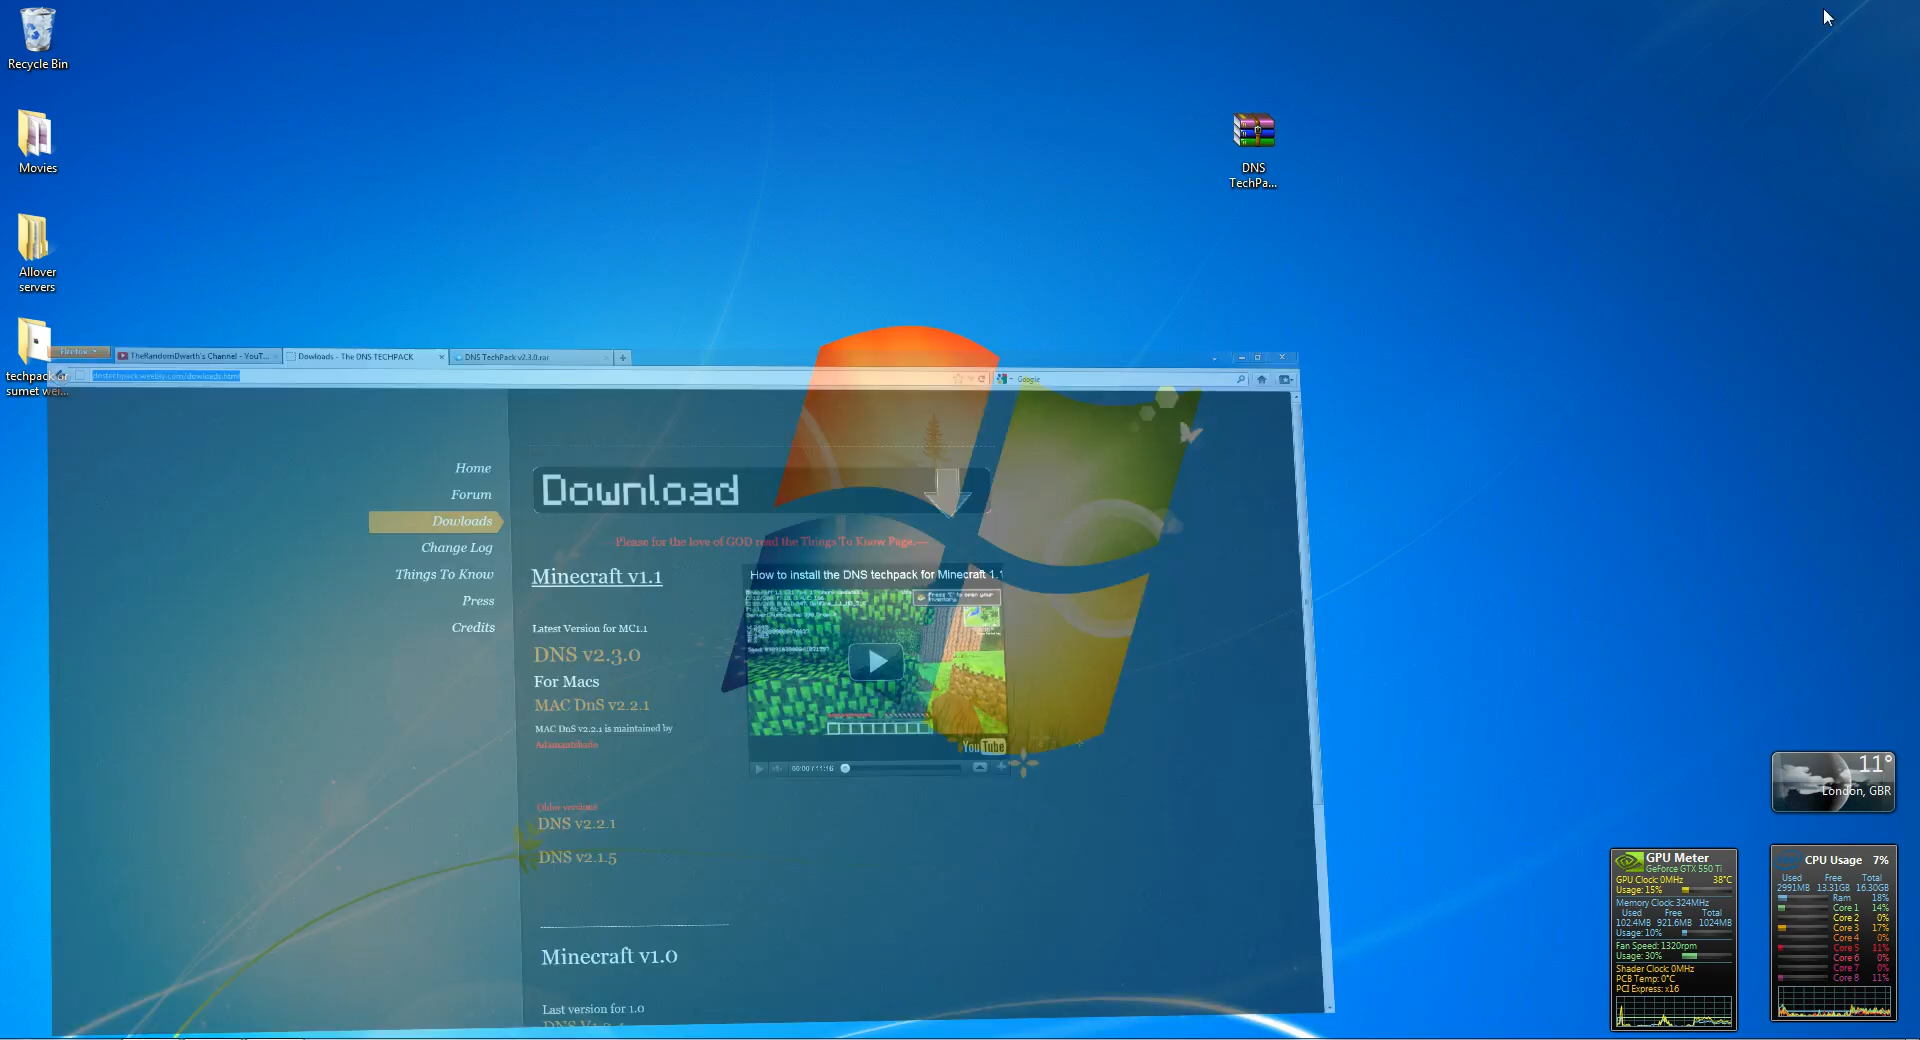 Recycle Bin
Movies
Allover
servers
techpack or
sumet wei...
DNS
TechPa...
Firefox
TheRandomDwarth's Channel - YouT...
Dowloads - The DNS TECHPACK
DNS TechPack v2.3.0.rar
dnstechpack.weebly.com/dowloads.html
Google
Home
Forum
Dowloads
Change Log
Things To Know
Press
Credits
Download
Please for the love of GOD read the Things To Know Page.—
Minecraft v1.1
How to install the DNS techpack for Minecraft 1.1
Press 'E' to open your
inventory
Latest Version for MC1.1
DNS v2.3.0
For Macs
MAC DnS v2.2.1
MAC DnS v2.2.1 is maintained by
YouTube
00:00 / 11:16
Older versions
DNS v2.2.1
DNS v2.1.5
Minecraft v1.0
Last version for 1.0
11°
London, GBR
GPU Meter
GeForce GTX 550 Ti
GPU Clock: 0MHz 38°C
Usage: 15%
Memory Clock: 324MHz
Used Free Total
102.4MB 921.6MB 1024MB
Usage: 10%
Fan Speed: 1320rpm
Usage: 30%
Shader Clock: 0MHz
PCB Temp: 0°C
PCI Express: x16
CPU Usage 7%
Used Free Total
2991MB 13.31GB 16.30GB
Ram 18%
Core 1 14%
Core 2 0%
Core 3 17%
Core 4 0%
Core 5 11%
Core 6 0%
Core 7 0%
Core 8 11%